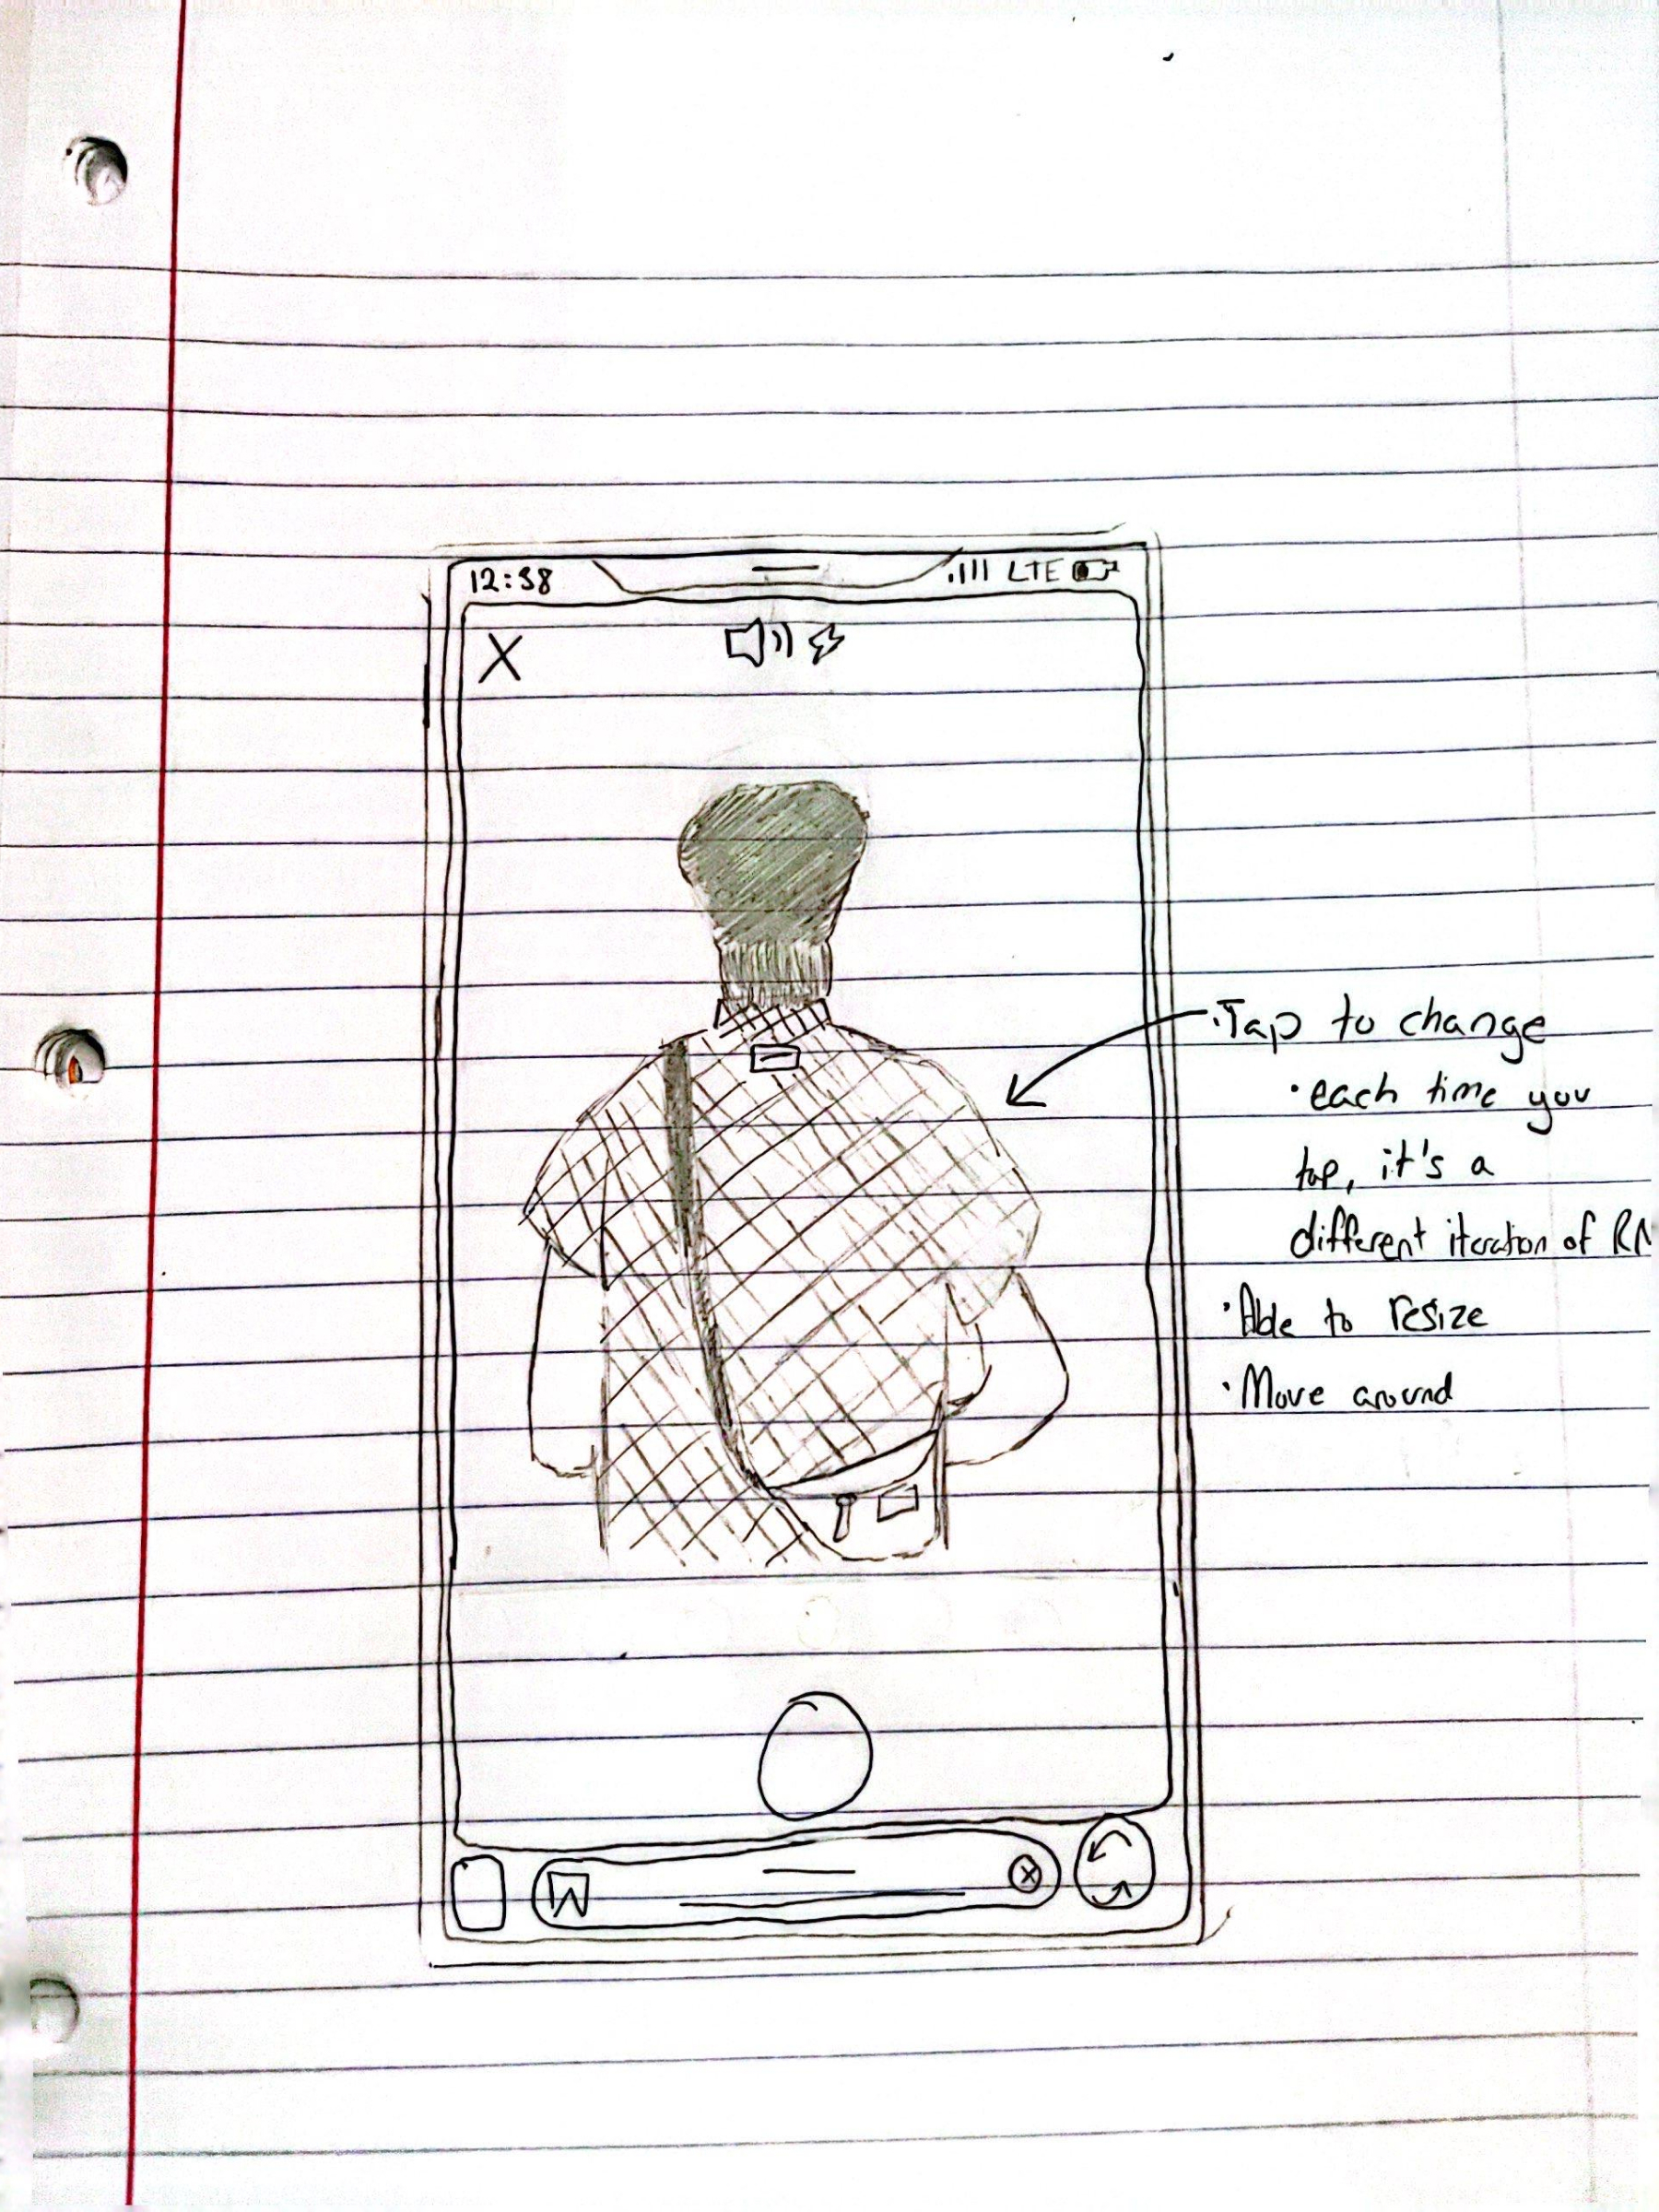 12:38
LTE
X
·Tap to change
·each time you
tap, it's a
different iteration of RN
·Able to resize
·Move around